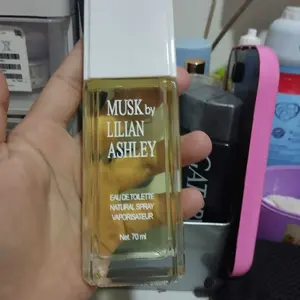 MUSK by
LILIAN
ASHLEY
EAU DE TOILETTE
NATURAL SPRAY
VAPORISATEUR
Net. 70 ml